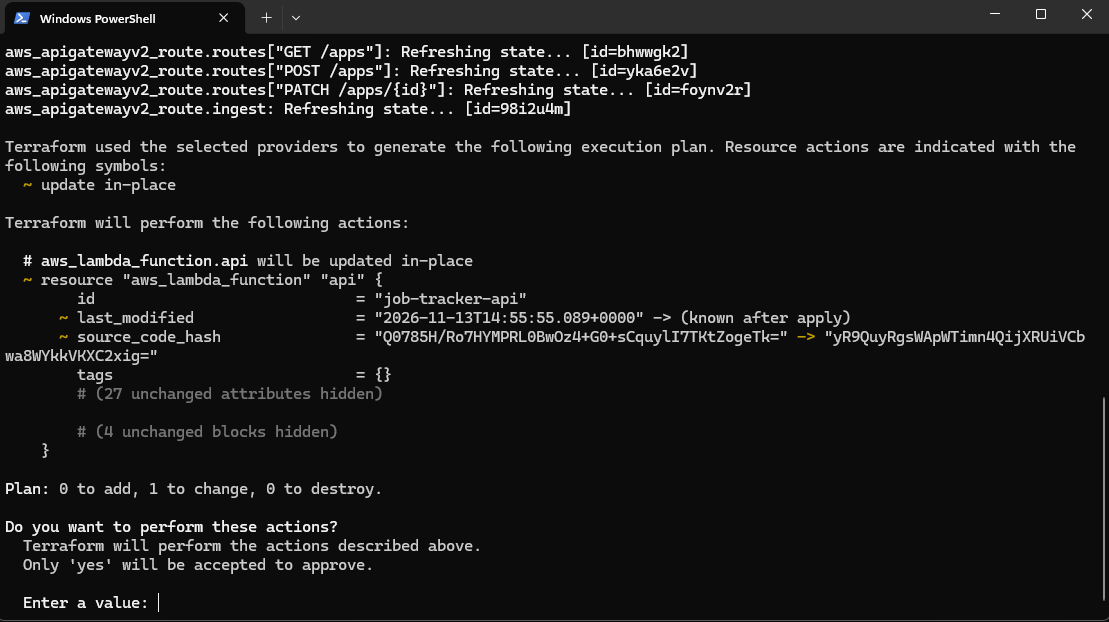 Windows PowerShell
aws_apigatewayv2_route.routes["GET /apps"]: Refreshing state... [id=bhwwgk2]
aws_apigatewayv2_route.routes["POST /apps"]: Refreshing state... [id=yka6e2v]
aws_apigatewayv2_route.routes["PATCH /apps/{id}"]: Refreshing state... [id=foynv2r]
aws_apigatewayv2_route.ingest: Refreshing state... [id=98i2u4m]
Terraform used the selected providers to generate the following execution plan. Resource actions are indicated with the
following symbols:
  ~ update in-place
Terraform will perform the following actions:
  # aws_lambda_function.api will be updated in-place
  ~ resource "aws_lambda_function" "api" {
        id                             = "job-tracker-api"
      ~ last_modified                  = "2026-11-13T14:55:55.089+0000" -> (known after apply)
      ~ source_code_hash               = "Q0785H/Ro7HYMPRL0BwOz4+G0+sCquylI7TKtZogeTk=" -> "yR9QuyRgsWApWTimn4QijXRUiVCb
wa8WYkkVKXC2xig="
        tags                           = {}
        # (27 unchanged attributes hidden)
        # (4 unchanged blocks hidden)
    }
Plan: 0 to add, 1 to change, 0 to destroy.
Do you want to perform these actions?
  Terraform will perform the actions described above.
  Only 'yes' will be accepted to approve.
  Enter a value: